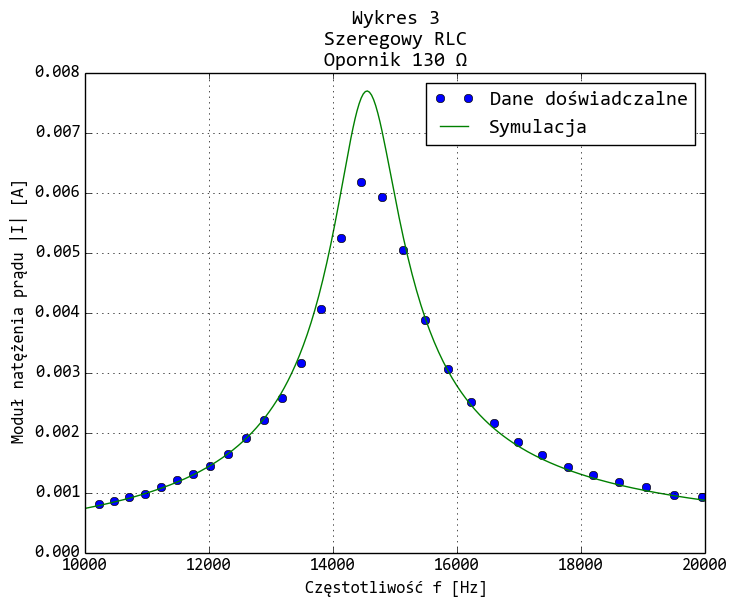 Wykres 3
Szeregowy RLC
Opornik 130 Ω
0.008
0.007
0.006
0.005
0.004
0.003
0.002
0.001
0.000
Moduł natężenia prądu |I| [A]
Dane doświadczalne
Symulacja
10000 12000 14000 16000 18000 20000
Częstotliwość f [Hz]